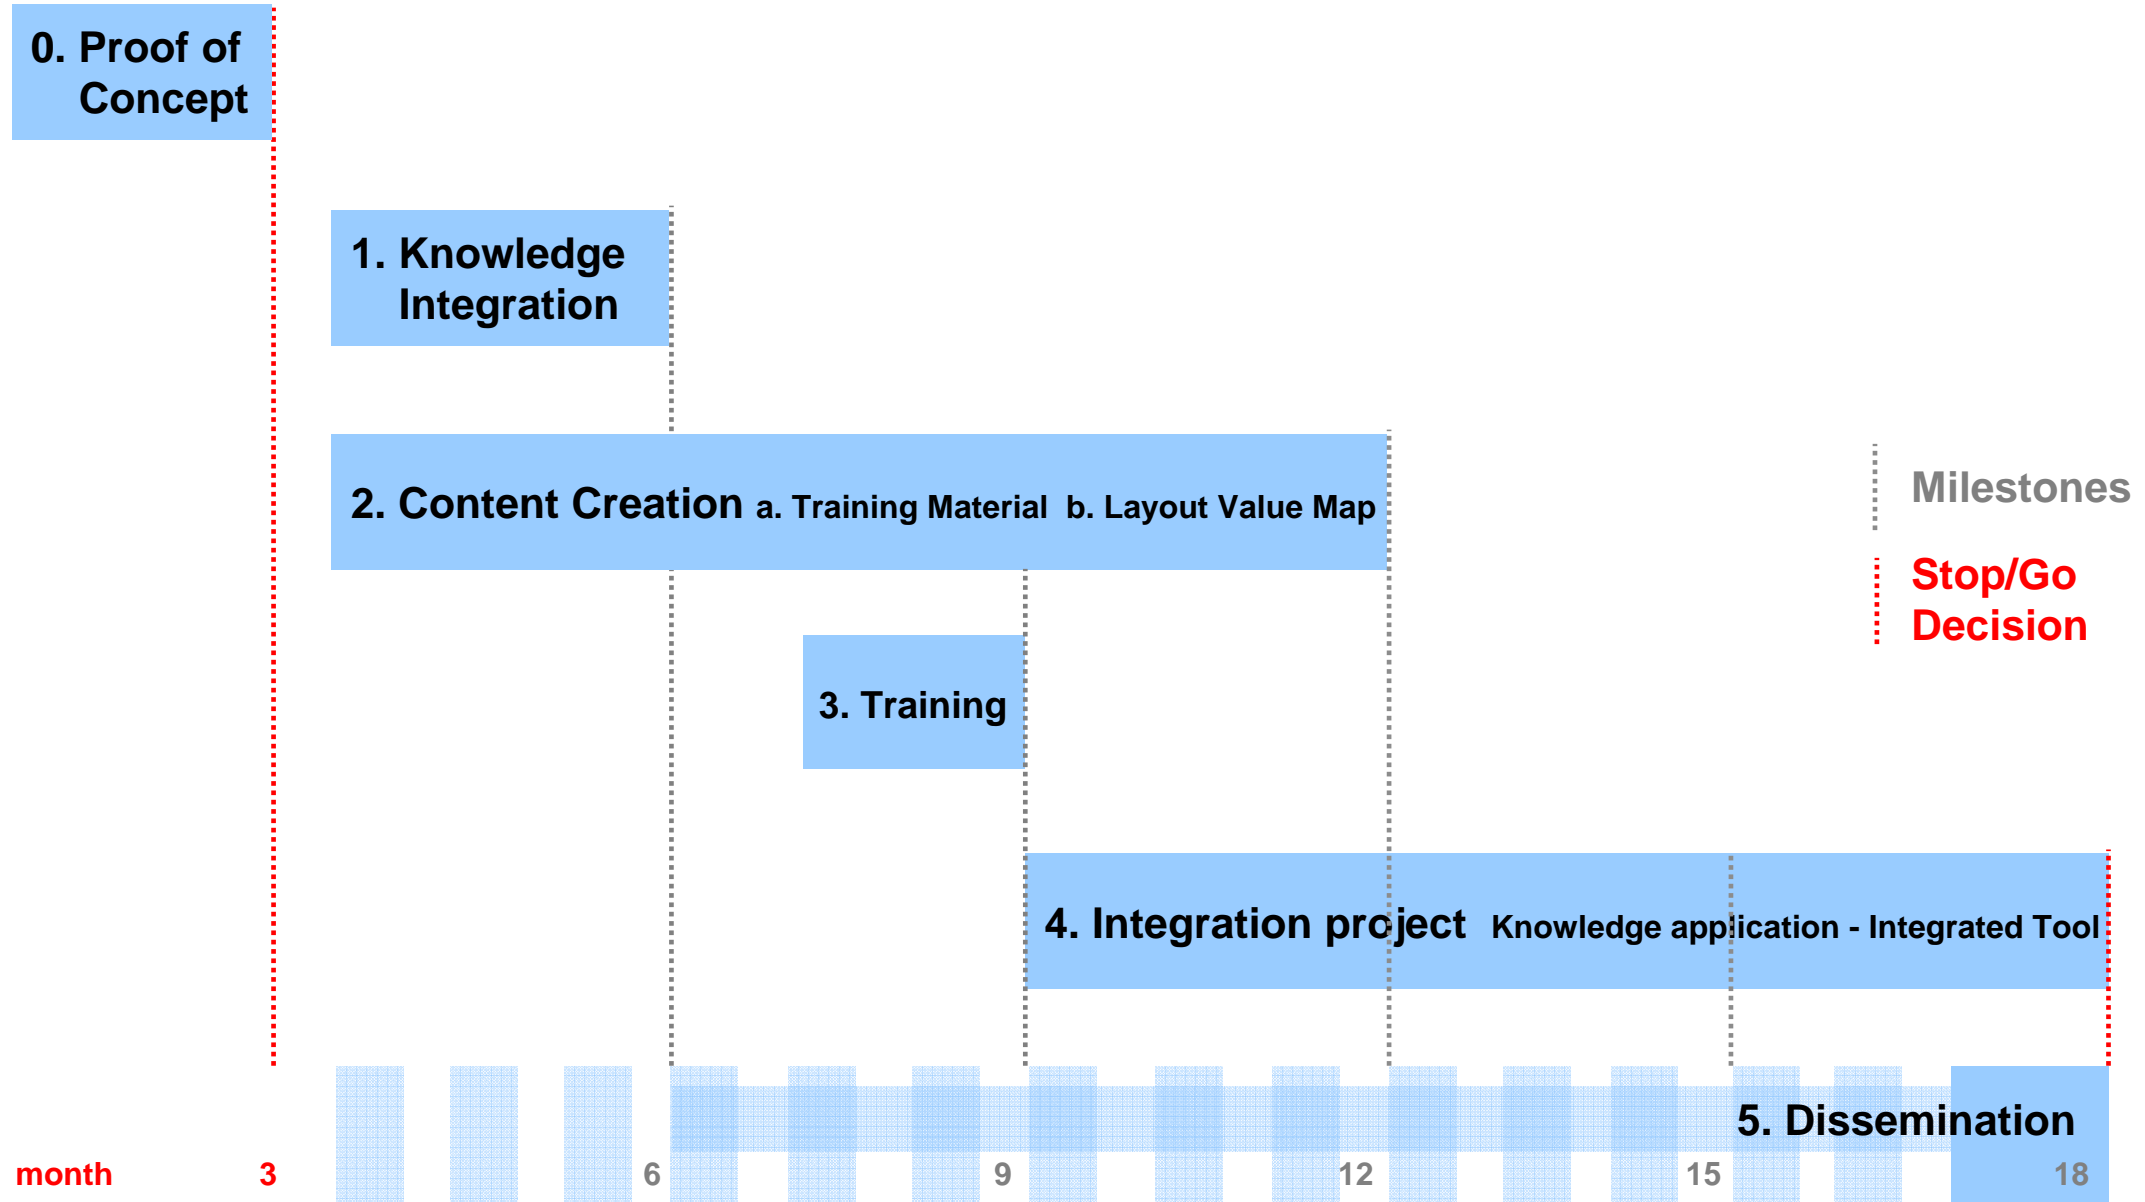 0. Proof of
Concept
1. Knowledge
Integration
2. Content Creation a. Training Material b. Layout Value Map
Milestones
Stop/Go
Decision
3. Training
4. Integration project Knowledge application - Integrated Tool
5. Dissemination
month 3 6 9 12 15 18